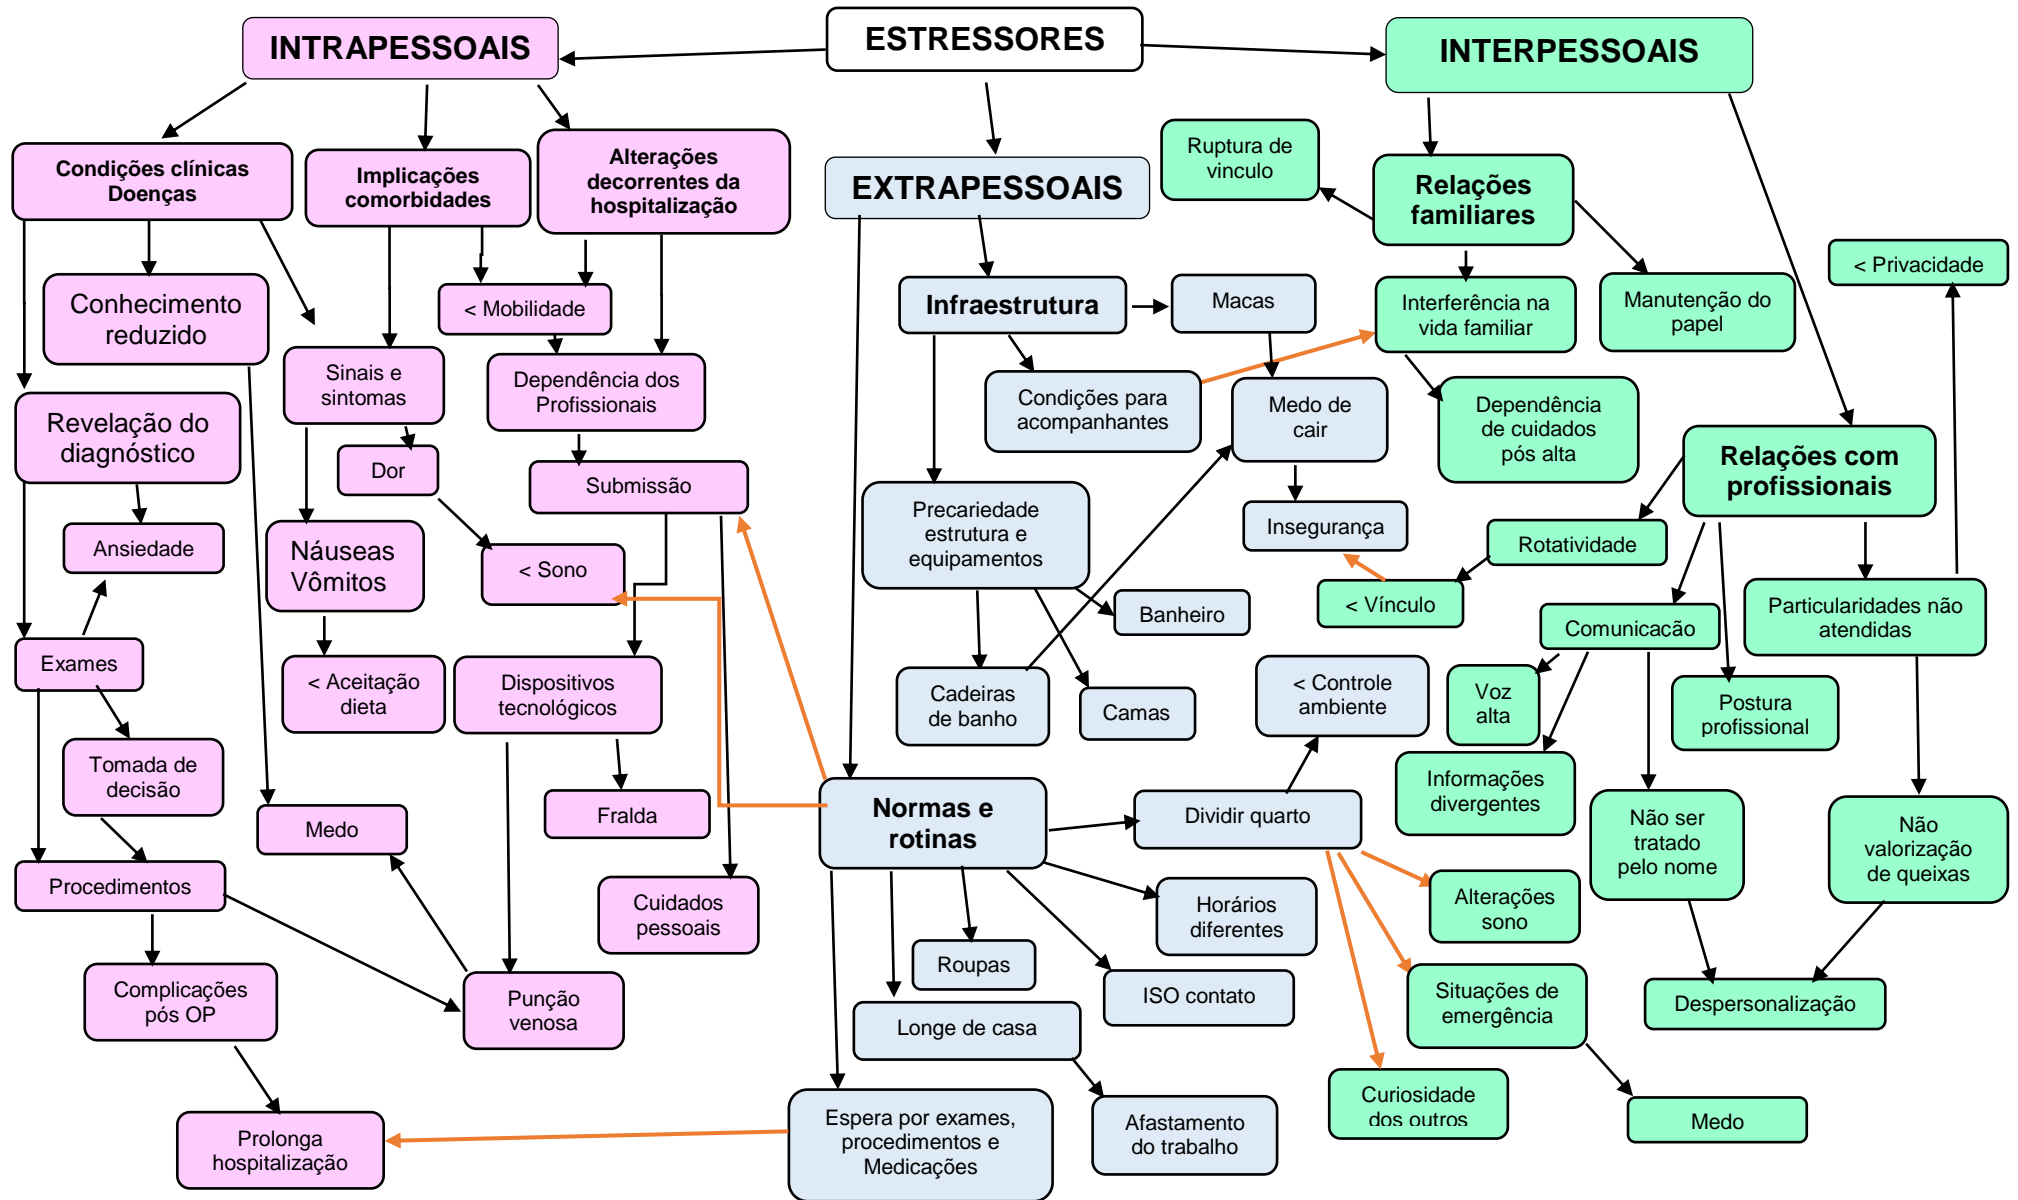 ESTRESSORES
INTRAPESSOAIS
INTERPESSOAIS
EXTRAPESSOAIS
Condições clínicas
Doenças
Implicações
comorbidades
Alterações
decorrentes da
hospitalização
Conhecimento
reduzido
< Mobilidade
Sinais e
sintomas
Dependência dos
Profissionais
Revelação do
diagnóstico
Dor
Submissão
Ansiedade
Náuseas
Vômitos
< Sono
Exames
< Aceitação
dieta
Dispositivos
tecnológicos
Tomada de
decisão
Medo
Fralda
Procedimentos
Cuidados
pessoais
Complicações
pós OP
Punção
venosa
Prolonga
hospitalização
Infraestrutura
Macas
Condições para
acompanhantes
Medo de
cair
Precariedade
estrutura e
equipamentos
Insegurança
Banheiro
Cadeiras
de banho
Camas
< Controle
ambiente
Normas e
rotinas
Dividir quarto
Horários
diferentes
Roupas
ISO contato
Longe de casa
Espera por exames,
procedimentos e
Medicações
Afastamento
do trabalho
Ruptura de
vinculo
Relações
familiares
< Privacidade
Interferência na
vida familiar
Manutenção do
papel
Dependência
de cuidados
pós alta
Relações com
profissionais
Rotatividade
< Vínculo
Comunicacão
Particularidades não
atendidas
Voz
alta
Postura
profissional
Informações
divergentes
Não ser
tratado
pelo nome
Não
valorização
de queixas
Alterações
sono
Situações de
emergência
Despersonalização
Curiosidade
dos outros
Medo